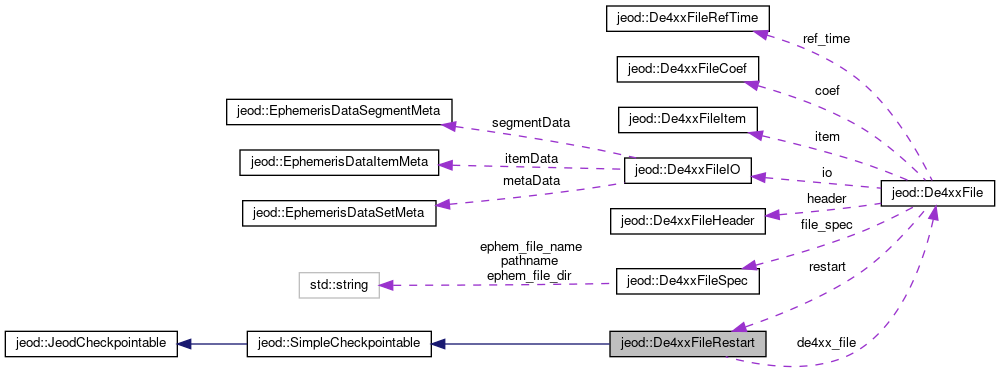 jeod::De4xxFileRefTime
ref_time
jeod::De4xxFileCoef
coef
jeod::EphemerisDataSegmentMeta
segmentData
jeod::De4xxFileItem
item
jeod::EphemerisDataItemMeta
itemData
jeod::De4xxFileIO
io
jeod::De4xxFile
metaData
jeod::EphemerisDataSetMeta
jeod::De4xxFileHeader
header
file_spec
ephem_file_name
pathname
ephem_file_dir
std::string
jeod::De4xxFileSpec
restart
jeod::JeodCheckpointable
jeod::SimpleCheckpointable
jeod::De4xxFileRestart
de4xx_file